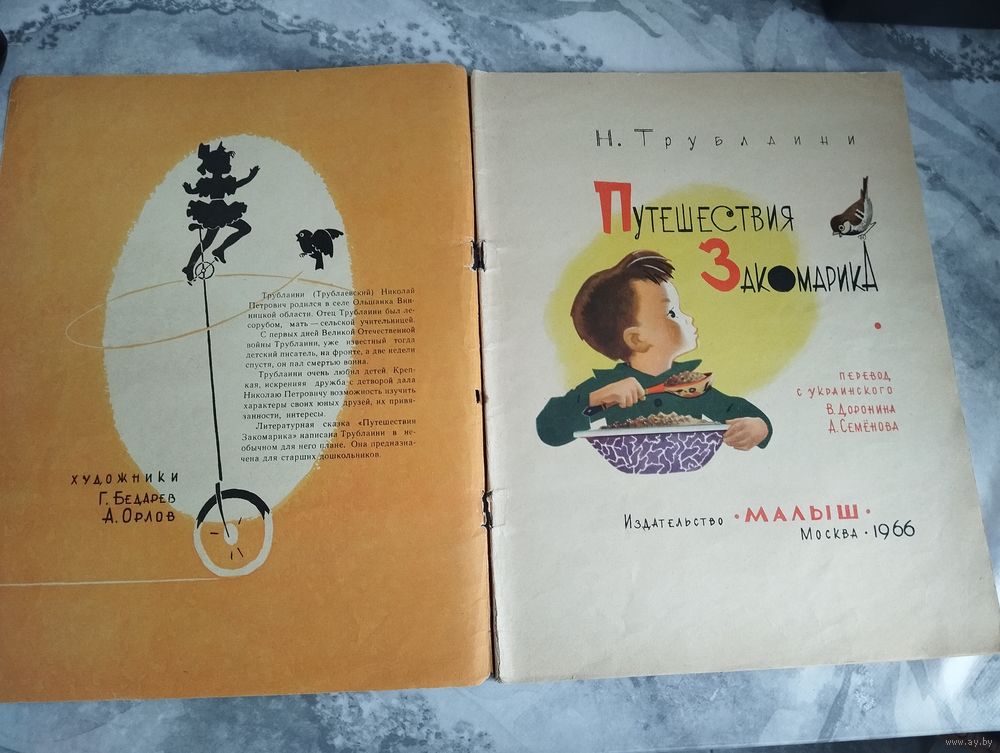 Трублаини (Трублаевский) Николай
Петрович родился в селе Ольшанка Вин-
ницкой области. Отец Трублаини был ле-
сорубом, мать — сельской учительницей.
С первых дней Великой Отечественной
войны Трублаини, уже известный тогда
детский писатель, на фронте, а две недели
спустя, он пал смертью воина.
Трублаини очень любил детей. Креп-
кая, искренняя дружба с детворой дала
Николаю Петровичу возможность изучить
характеры своих юных друзей, их привя-
занности, интересы.
Литературная сказка «Путешествия
Закомарика» написана Трублаини в не-
обычном для него плане. Она предназна-
чена для старших дошкольников.
ХУДОЖНИКИ
Г. БЕДАРЕВ
А. ОРЛОВ
Н. ТРУБЛАИНИ
ПУТЕШЕСТВИЯ
ЗАКОМАРИКА
ПЕРЕВОД
С УКРАИНСКОГО
В. ДОРОНИНА
А. СЕМЁНОВА
ИЗДАТЕЛЬСТВО • МАЛЫШ •
МОСКВА • 1966
www.ay.by